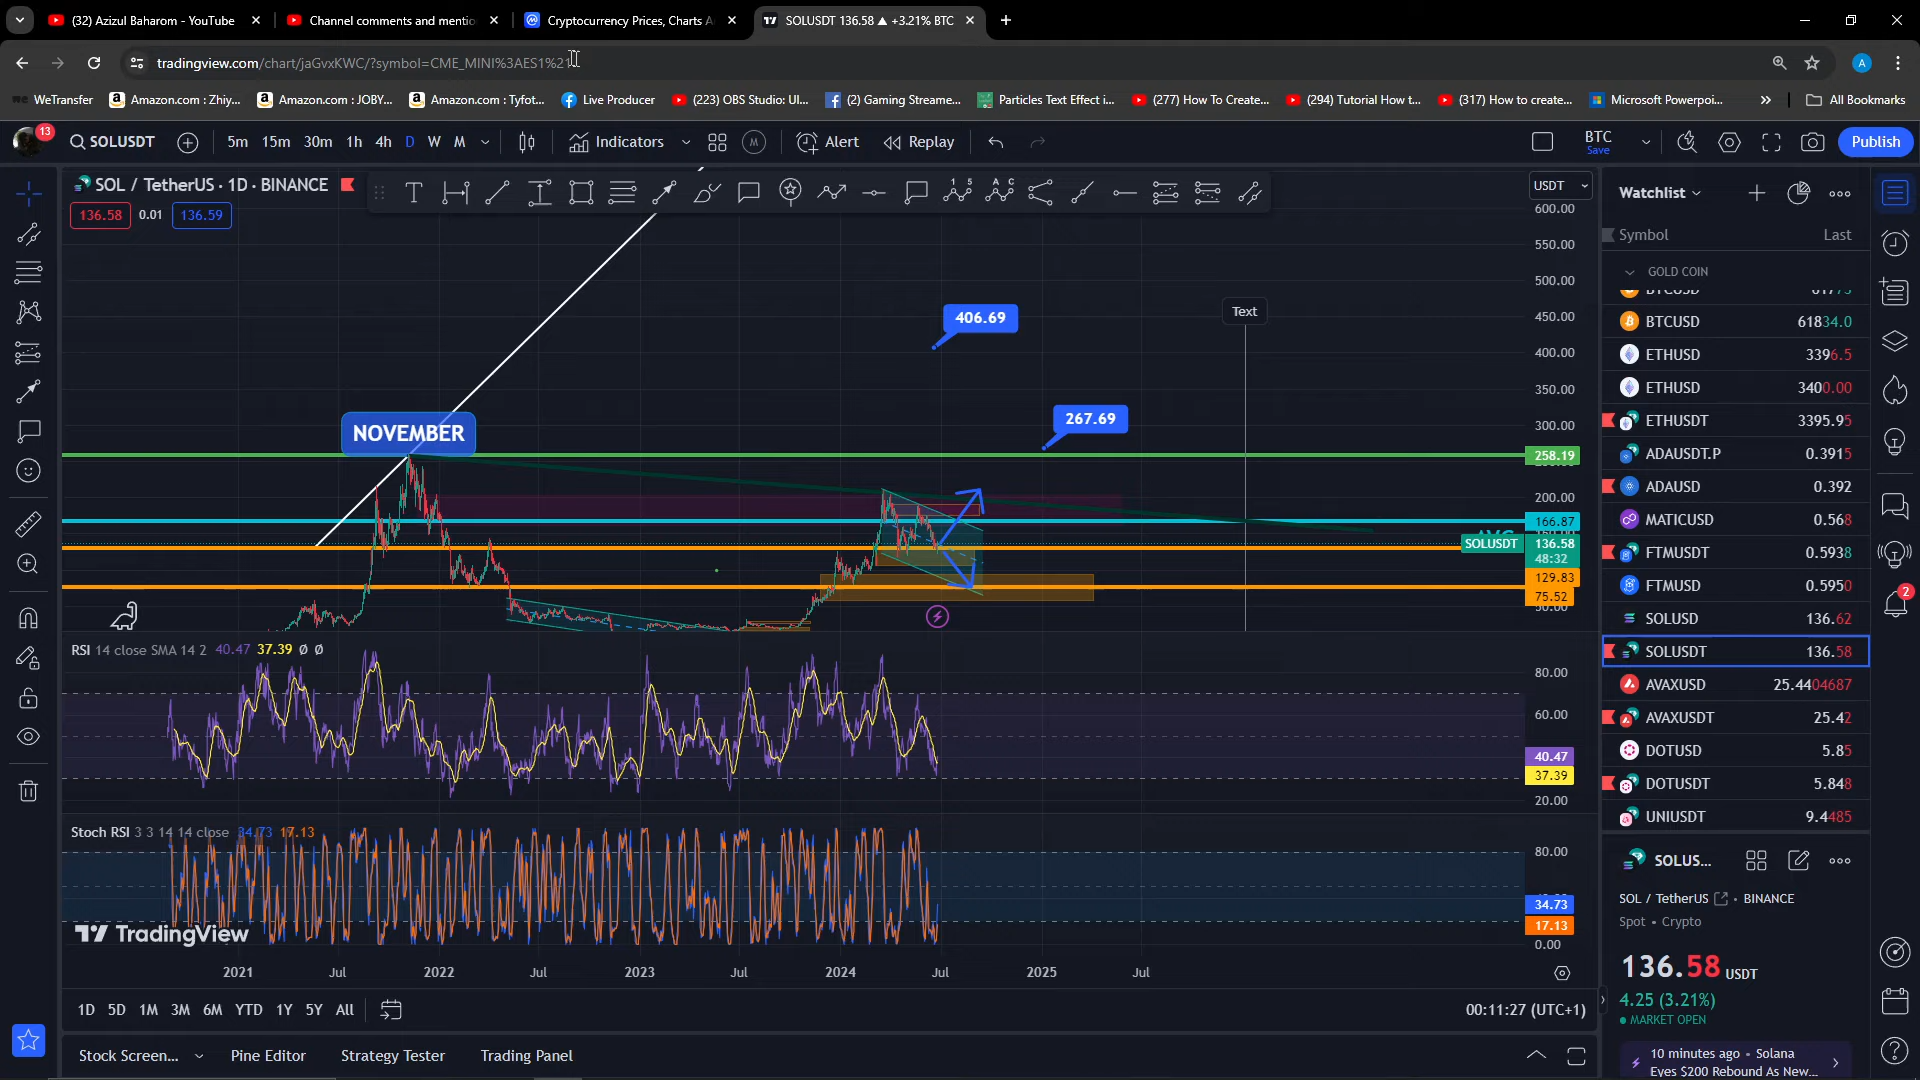 (32) Azizul Baharom - YouTube
Channel comments and mentio
Cryptocurrency Prices, Charts A
SOLUSDT 136.58 ▲ +3.21% BTC
tradingview.com/chart/jaGvxKWC/?symbol=CME_MINI%3AES1%21
A
WeTransfer
Amazon.com : Zhiy...
Amazon.com : JOBY...
Amazon.com : Tyfot...
Live Producer
(223) OBS Studio: Ul...
(2) Gaming Streame...
Particles Text Effect i...
(277) How To Create...
(294) Tutorial How t...
(317) How to create...
Microsoft Powerpoi...
All Bookmarks
13
SOLUSDT
5m 15m 30m 1h 4h D W M
Indicators
M
Alert
Replay
BTC
Save
Publish
SOL / TetherUS · 1D · BINANCE
136.58 0.01 136.59
USDT
600.00
550.00
500.00
450.00
400.00
350.00
300.00
258.19
200.00
166.87
SOLUSDT 136.58
48:32
129.83
75.52
50.00
406.69
267.69
Text
NOVEMBER
RSI 14 close SMA 14 2 40.47 37.39 Ø Ø
80.00
60.00
40.47
37.39
20.00
Stoch RSI 3 3 14 14 close 34.73 17.13
80.00
34.73
17.13
0.00
TradingView
2021 Jul 2022 Jul 2023 Jul 2024 Jul 2025 Jul
1D 5D 1M 3M 6M YTD 1Y 5Y All
00:11:27 (UTC+1)
Stock Screen...
Pine Editor
Strategy Tester
Trading Panel
Watchlist
Symbol Last
GOLD COIN
BTCUSD 61834.0
ETHUSD 3396.5
ETHUSD 3400.00
ETHUSDT 3395.95
ADAUSDT.P 0.3915
ADAUSD 0.392
MATICUSD 0.568
FTMUSDT 0.5938
FTMUSD 0.5950
SOLUSD 136.62
SOLUSDT 136.58
AVAXUSD 25.4404687
AVAXUSDT 25.42
DOTUSD 5.85
DOTUSDT 5.848
UNIUSDT 9.4485
SOLUS...
SOL / TetherUS • BINANCE
Spot • Crypto
136.58 USDT
4.25 (3.21%)
MARKET OPEN
10 minutes ago • Solana
Eyes $200 Rebound As New...
2